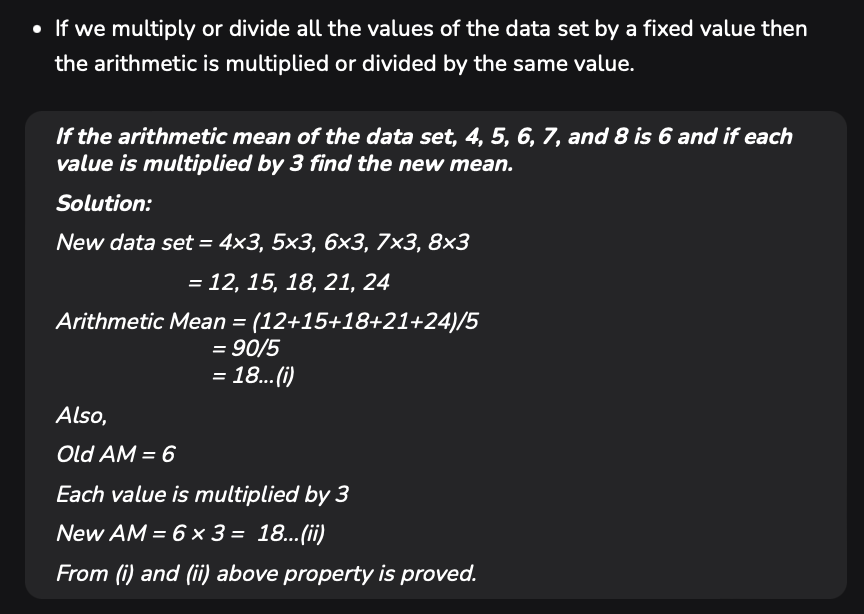 • If we multiply or divide all the values of the data set by a fixed value then
the arithmetic is multiplied or divided by the same value.
If the arithmetic mean of the data set, 4, 5, 6, 7, and 8 is 6 and if each
value is multiplied by 3 find the new mean.
Solution:
New data set = 4×3, 5×3, 6×3, 7×3, 8×3
= 12, 15, 18, 21, 24
Arithmetic Mean = (12+15+18+21+24)/5
= 90/5
= 18...(i)
Also,
Old AM = 6
Each value is multiplied by 3
New AM = 6 × 3 = 18...(ii)
From (i) and (ii) above property is proved.